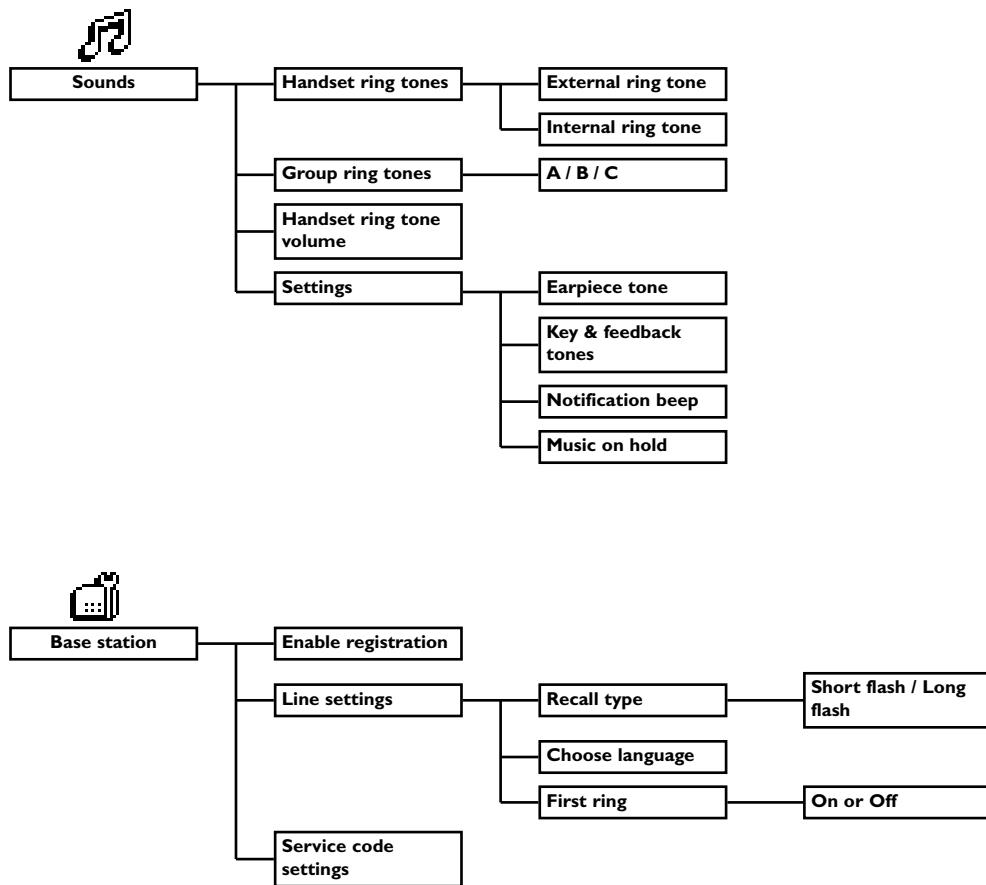 Sounds
Handset ring tones
External ring tone
Internal ring tone
Group ring tones
A / B / C
Handset ring tone
volume
Settings
Earpiece tone
Key & feedback
tones
Notification beep
Music on hold
Base station
Enable registration
Line settings
Recall type
Short flash / Long
flash
Choose language
First ring
On or Off
Service code
settings